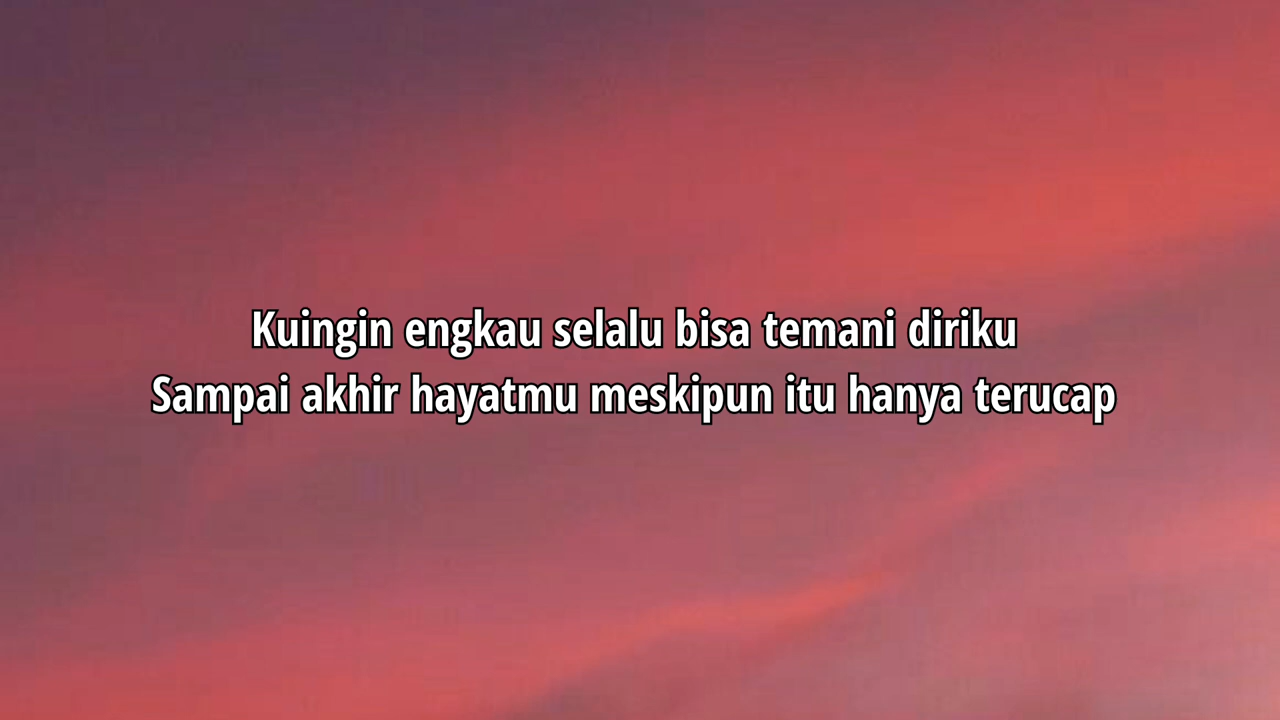 Kuingin engkau selalu bisa temani diriku
Sampai akhir hayatmu meskipun itu hanya terucap